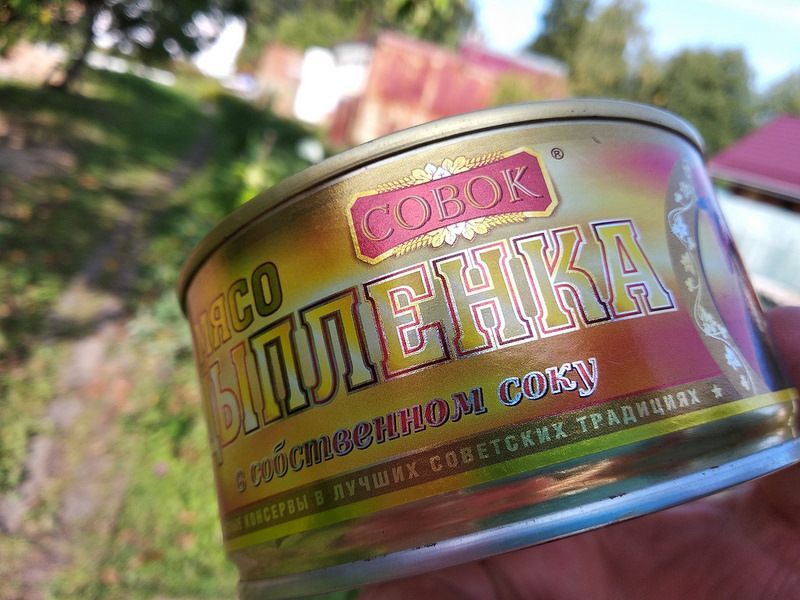 СОВОК ®
МЯСО
ЦЫПЛЕНКА
в собственном соку
КОНСЕРВЫ В ЛУЧШИХ СОВЕТСКИХ ТРАДИЦИЯХ ★